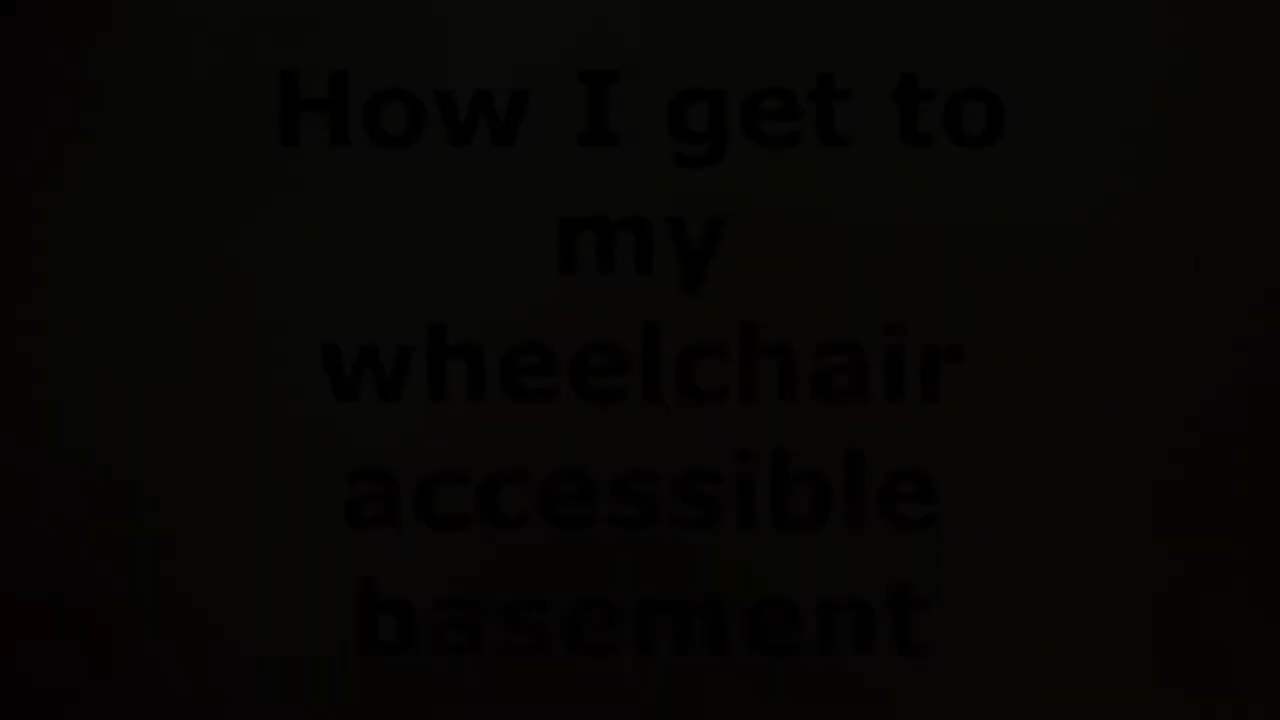 How I get to
my
wheelchair
accessible
basement